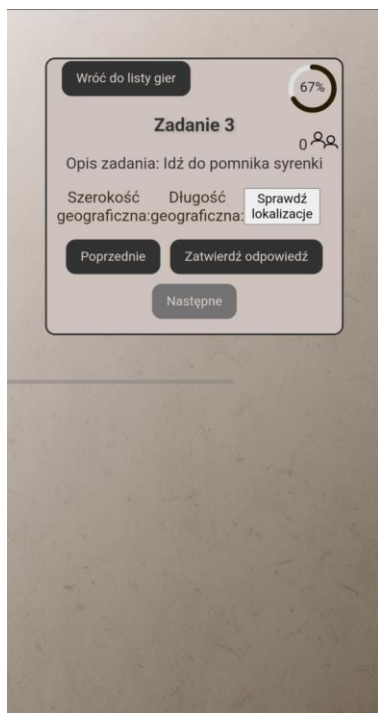 Wróć do listy gier
67%
Zadanie 3
0
Opis zadania: Idź do pomnika syrenki
Szerokość geograficzna:
Długość geograficzna:
Sprawdź lokalizacje
Poprzednie
Zatwierdź odpowiedź
Następne